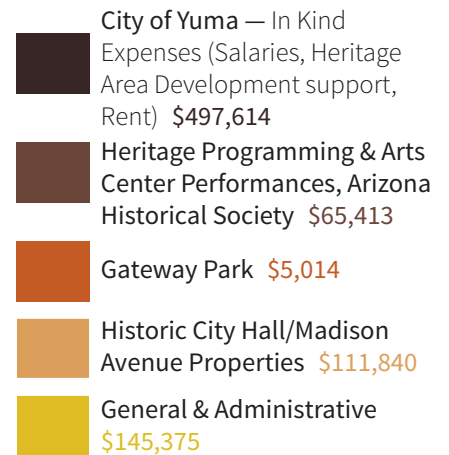 City of Yuma — In Kind
Expenses (Salaries, Heritage
Area Development support,
Rent) $497,614
Heritage Programming & Arts
Center Performances, Arizona
Historical Society $65,413
Gateway Park $5,014
Historic City Hall/Madison
Avenue Properties $111,840
General & Administrative
$145,375